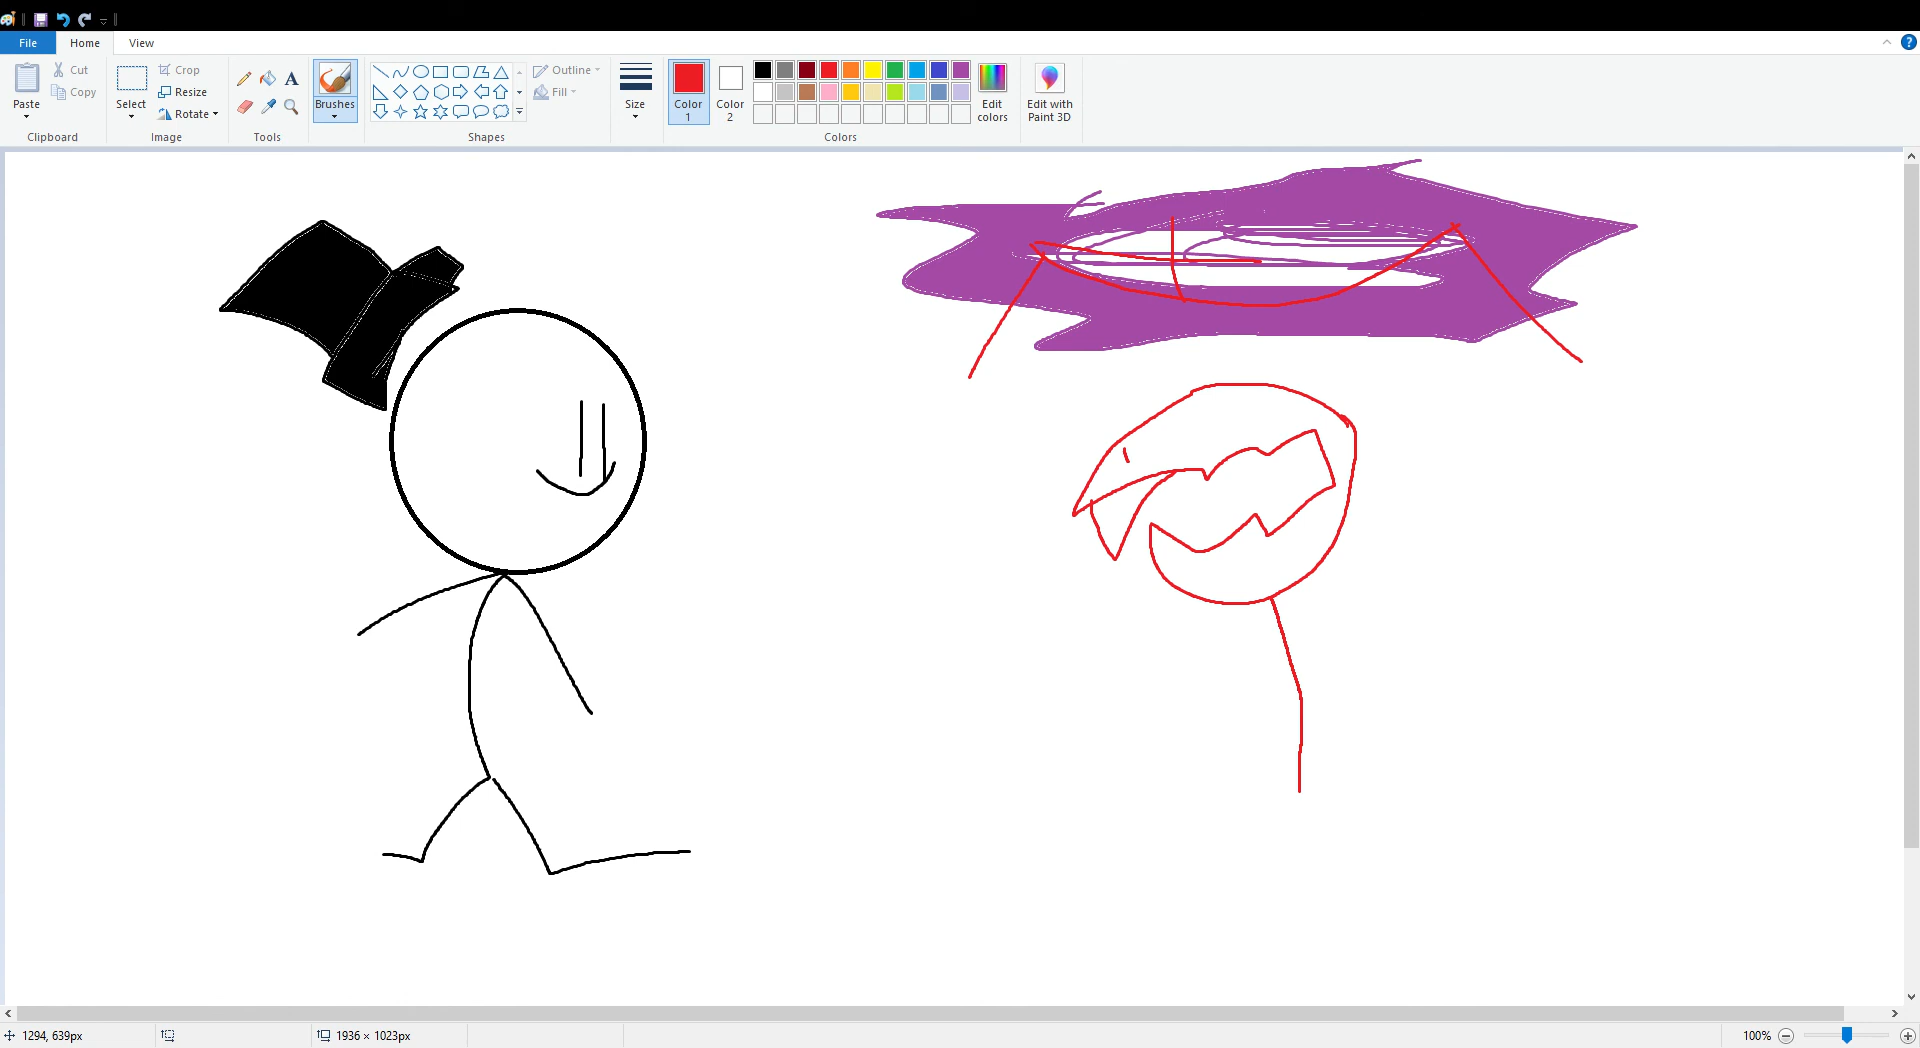 File Home View
Paste
Cut
Copy
Clipboard
Select
Crop
Resize
Rotate
Image
A
Tools
Brushes
Shapes
Outline
Fill
Size
Color 1
Color 2
Colors
Edit colors
Edit with Paint 3D
?
1294, 639px
1936 × 1023px
100%